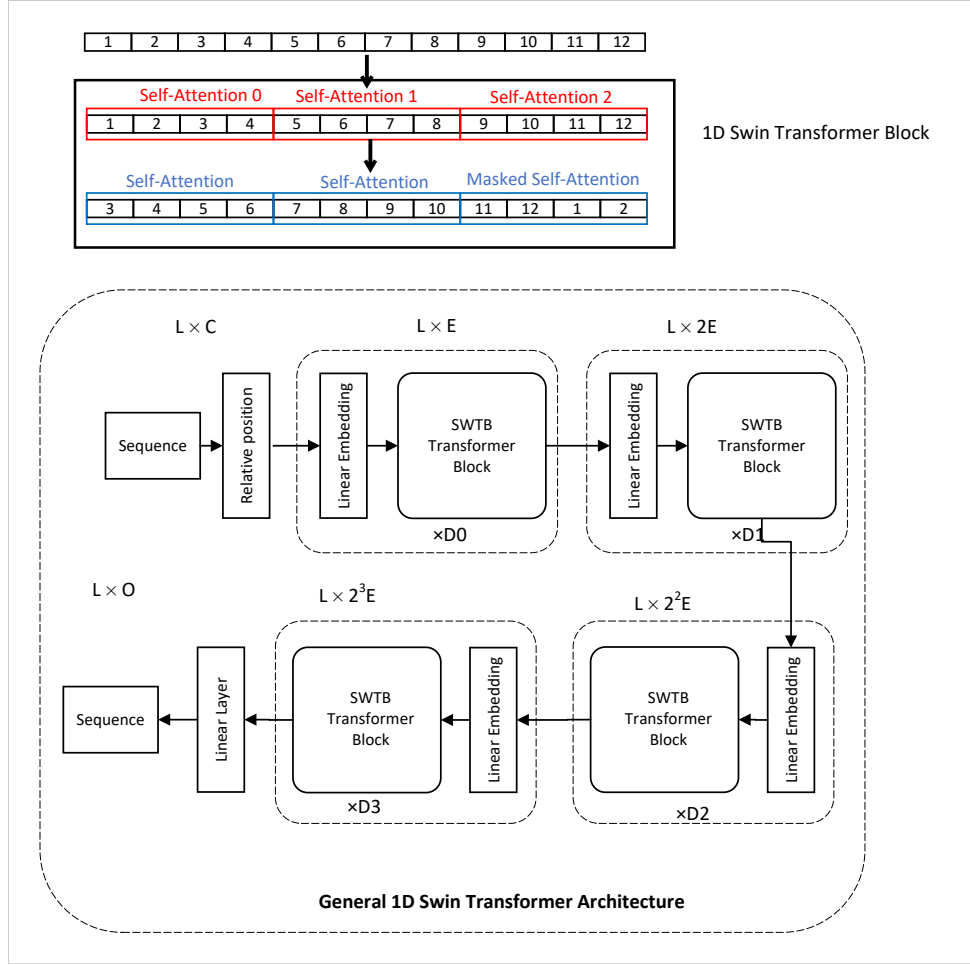 1 2 3 4 5 6 7 8 9 10 11 12
Self-Attention 0 Self-Attention 1 Self-Attention 2
1 2 3 4 5 6 7 8 9 10 11 12
1D Swin Transformer Block
Self-Attention Self-Attention Masked Self-Attention
3 4 5 6 7 8 9 10 11 12 1 2
L × C L × E L × 2E
Sequence
Relative position
Linear Embedding
SWTB
Transformer
Block
×D0
Linear Embedding
SWTB
Transformer
Block
×D1
L × O L × 2³E L × 2²E
Sequence
Linear Layer
SWTB
Transformer
Block
×D3
Linear Embedding
SWTB
Transformer
Block
×D2
Linear Embedding
General 1D Swin Transformer Architecture